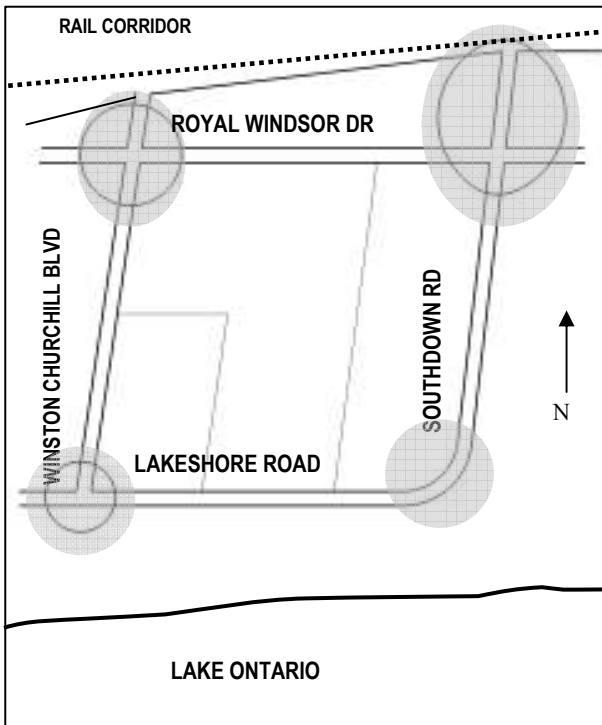 RAIL CORRIDOR
ROYAL WINDSOR DR
WINSTON CHURCHILL BLVD
SOUTHDOWN RD
N
LAKESHORE ROAD
LAKE ONTARIO